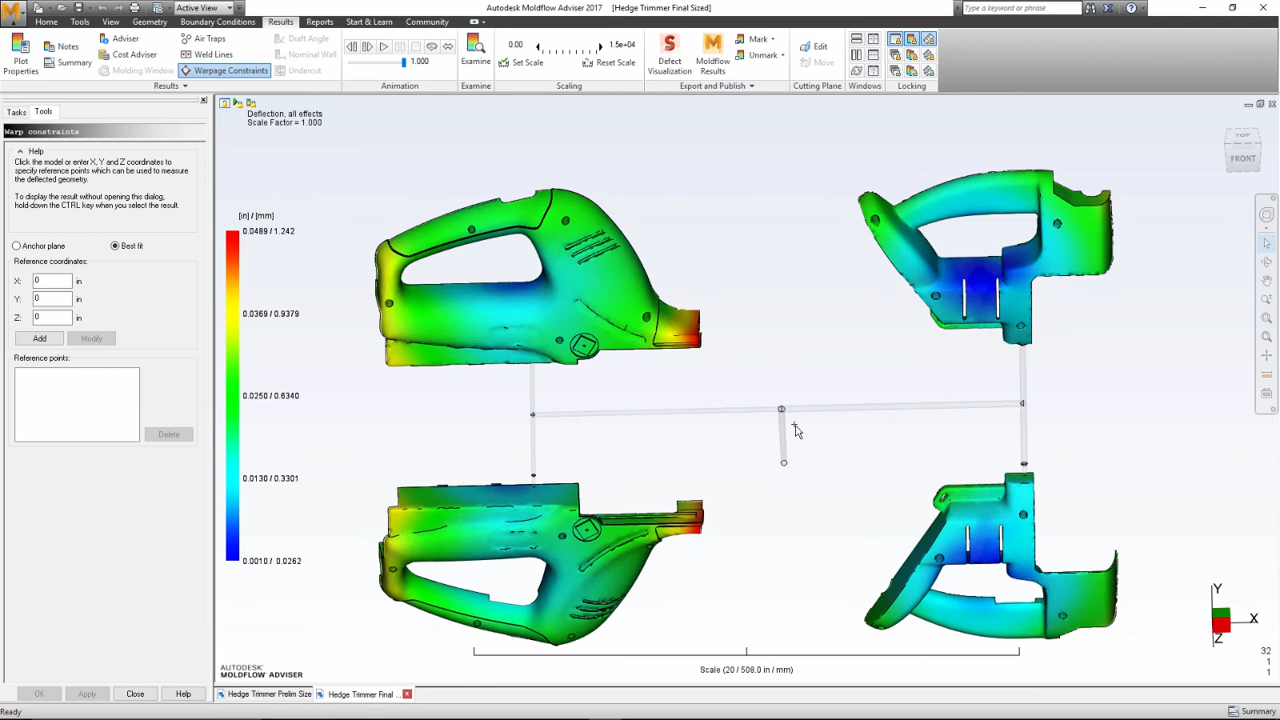 Active View
Autodesk Moldflow Adviser 2017 [Hedge Trimmer Final Sized]
Type a keyword or phrase
Home Tools View Geometry Boundary Conditions Results Reports Start & Learn Community
Plot Properties
Notes
Summary
Adviser
Cost Adviser
Molding Window
Air Traps
Weld Lines
Warpage Constraints
Draft Angle
Nominal Wall
Undercut
Results
1.000
Animation
Examine
Examine
0.00 1.5e+04
Set Scale Reset Scale
Scaling
Defect Visualization
Moldflow Results
Mark
Unmark
Export and Publish
Edit
Move
Cutting Plane
Windows
Locking
Tasks Tools
Warp constraints
Help
Click the model or enter X, Y and Z coordinates to
specify reference points which can be used to measure
the deflected geometry.
To display the result without opening this dialog,
hold-down the CTRL key when you select the result.
Anchor plane Best fit
Reference coordinates:
X: 0 in
Y: 0 in
Z: 0 in
Add Modify
Reference points:
Delete
OK Apply Close Help
Deflection, all effects
Scale Factor = 1.000
[in] / [mm]
0.0489 / 1.242
0.0369 / 0.9379
0.0250 / 0.6340
0.0130 / 0.3301
0.0010 / 0.0262
TOP
FRONT
Y
X
Z
Scale (20 / 508.0 in / mm)
AUTODESK
MOLDFLOW ADVISER
32
1
1
Hedge Trimmer Prelim Size Hedge Trimmer Final ...
Ready
Summary